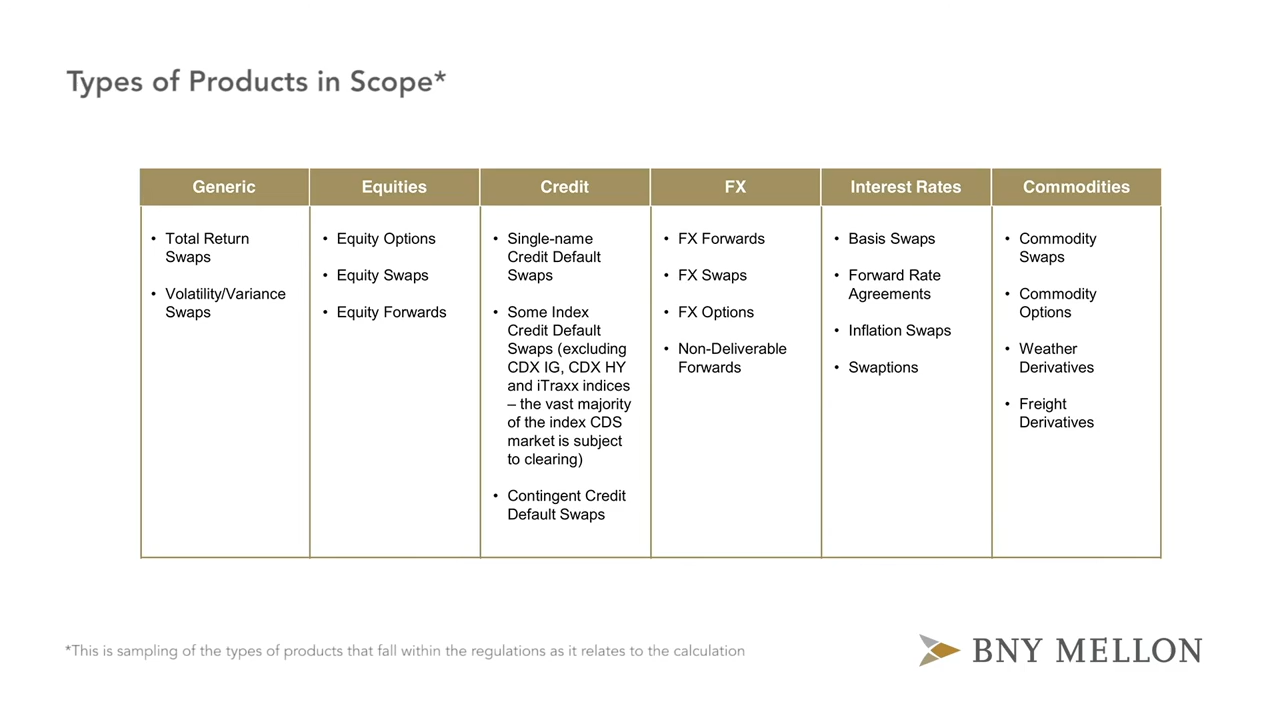 Types of Products in Scope*
Generic
Equities
Credit
FX
Interest Rates
Commodities
• Total Return
Swaps
• Volatility/Variance
Swaps
• Equity Options
• Equity Swaps
• Equity Forwards
• Single-name
Credit Default
Swaps
• Some Index
Credit Default
Swaps (excluding
CDX IG, CDX HY
and iTraxx indices
– the vast majority
of the index CDS
market is subject
to clearing)
• Contingent Credit
Default Swaps
• FX Forwards
• FX Swaps
• FX Options
• Non-Deliverable
Forwards
• Basis Swaps
• Forward Rate
Agreements
• Inflation Swaps
• Swaptions
• Commodity
Swaps
• Commodity
Options
• Weather
Derivatives
• Freight
Derivatives
*This is sampling of the types of products that fall within the regulations as it relates to the calculation
BNY MELLON